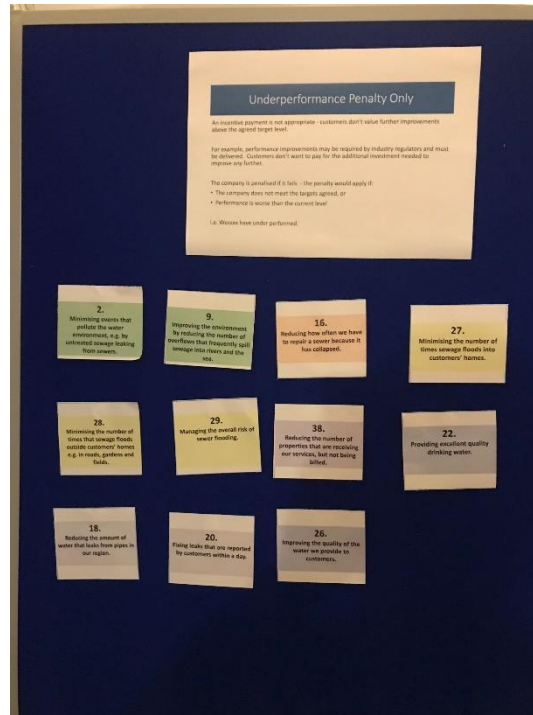 Underperformance Penalty Only
An incentive payment is not appropriate - customers don't value further improvements
above the agreed target level.
For example, performance improvements may be required by industry regulators and must
be delivered. Customers don't want to pay for the additional investment needed to
improve any further.
The company is penalised if it fails - the penalty would apply if:
• The company does not meet the targets agreed, or
• Performance is worse than the current level
i.e. Wessex have under performed.
2.
Minimising events that
pollute the water
environment, e.g. by
untreated sewage leaking
from sewers.
9.
Improving the environment
by reducing the number of
overflows that frequently spill
sewage into rivers and the
sea.
16.
Reducing how often we have
to repair a sewer because it
has collapsed.
27.
Minimising the number of
times sewage floods into
customers' homes.
28.
Minimising the number of
times that sewage floods
outside customers' homes
e.g. in roads, gardens and
fields.
29.
Managing the overall risk of
sewer flooding.
38.
Reducing the number of
properties that are receiving
our services, but not being
billed.
22.
Providing excellent quality
drinking water.
18.
Reducing the amount of
water that leaks from pipes in
our region.
20.
Fixing leaks that are reported
by customers within a day.
26.
Improving the quality of the
water we provide to
customers.